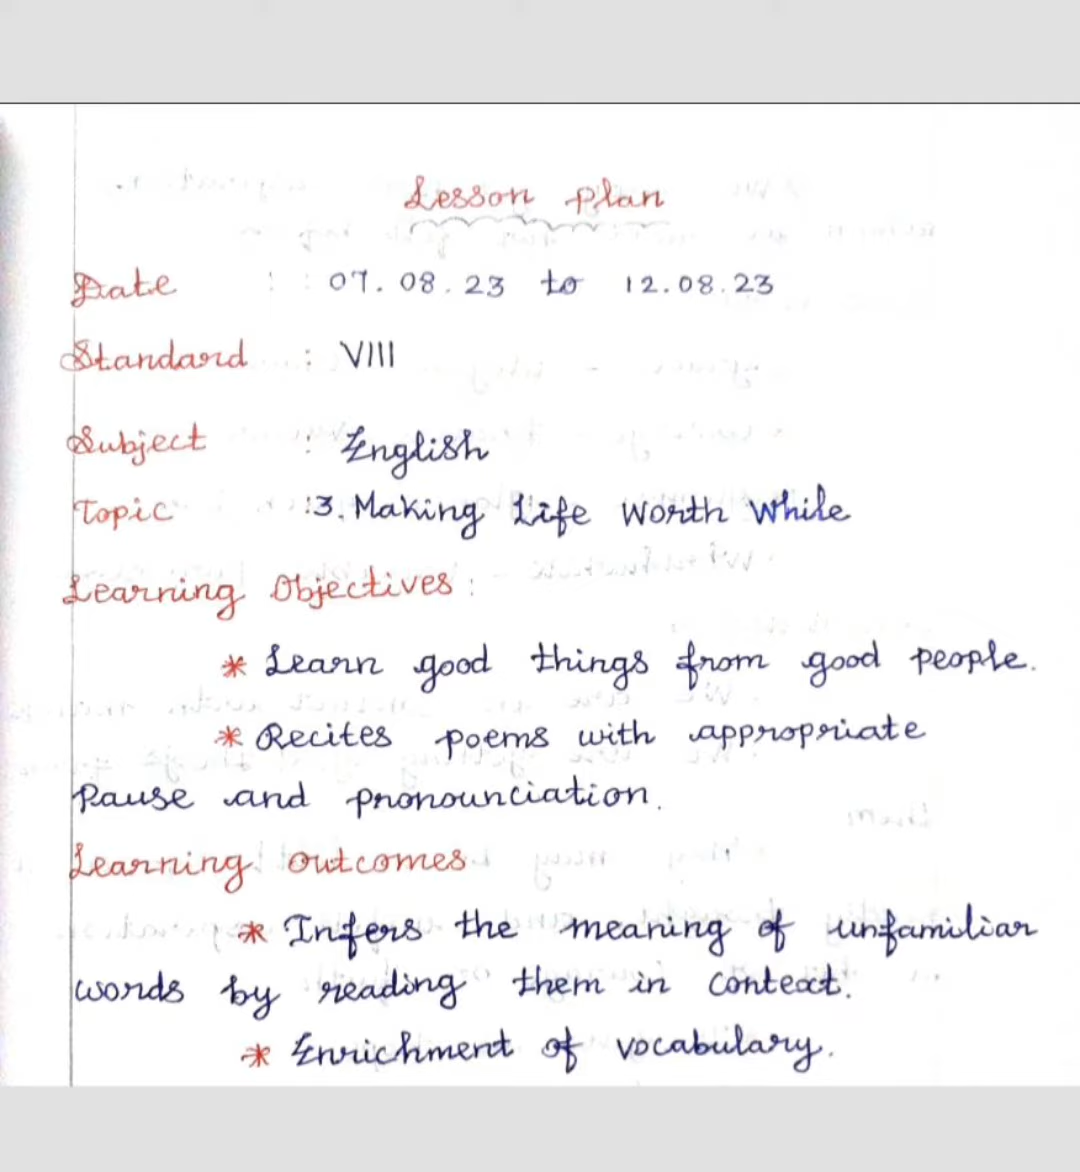 Lesson plan
Date : 07.08.23 to 12.08.23
Standard : VIII
Subject : English
Topic :3. Making Life Worth While
Learning Objectives :
* Learn good things from good people.
* Recites poems with appropriate
Pause and pronounciation.
Learning outcomes
* Infers the meaning of unfamiliar
words by reading them in context.
* Enrichment of vocabulary.